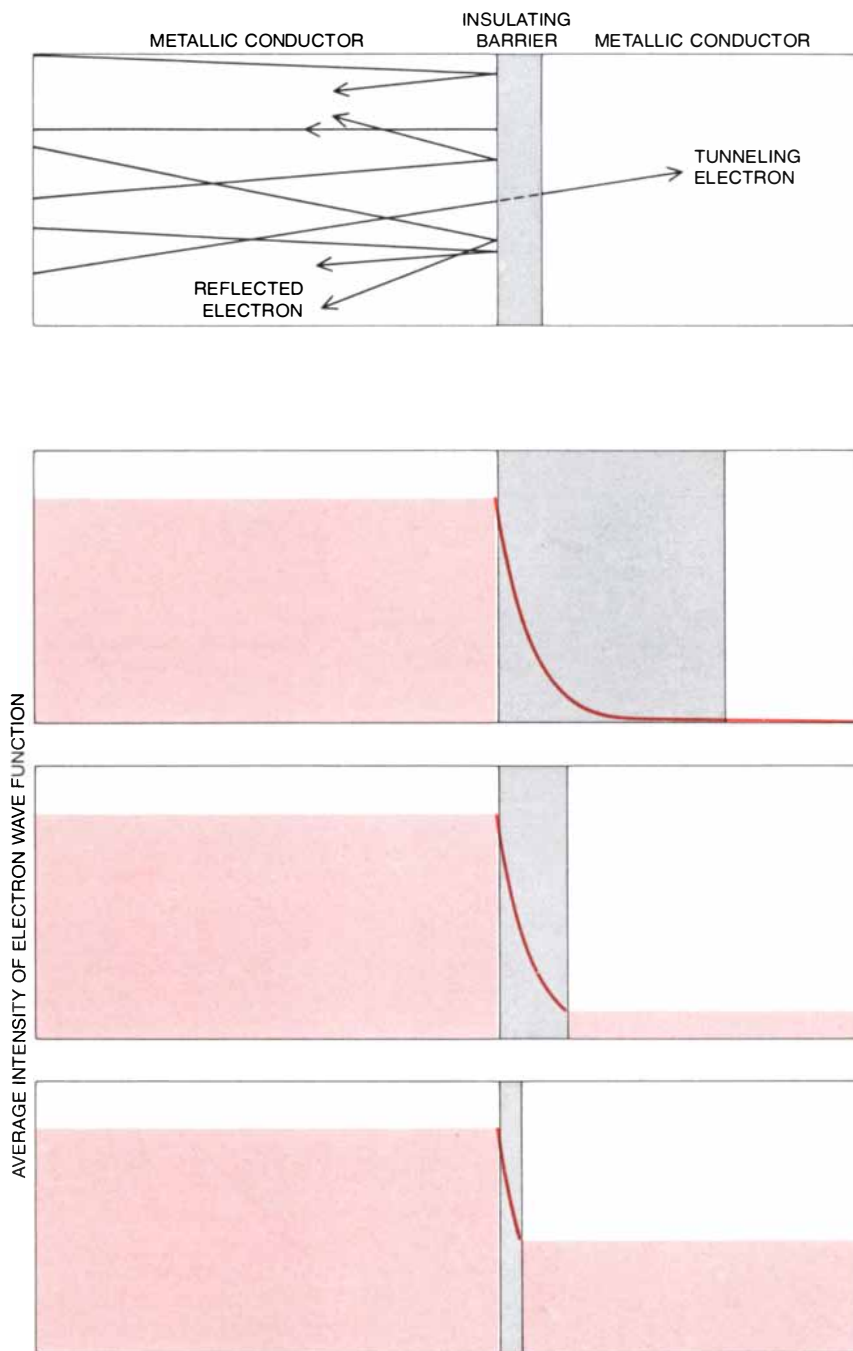 METALLIC CONDUCTOR
INSULATING
BARRIER
METALLIC CONDUCTOR
TUNNELING
ELECTRON
REFLECTED
ELECTRON
AVERAGE INTENSITY OF ELECTRON WAVE FUNCTION